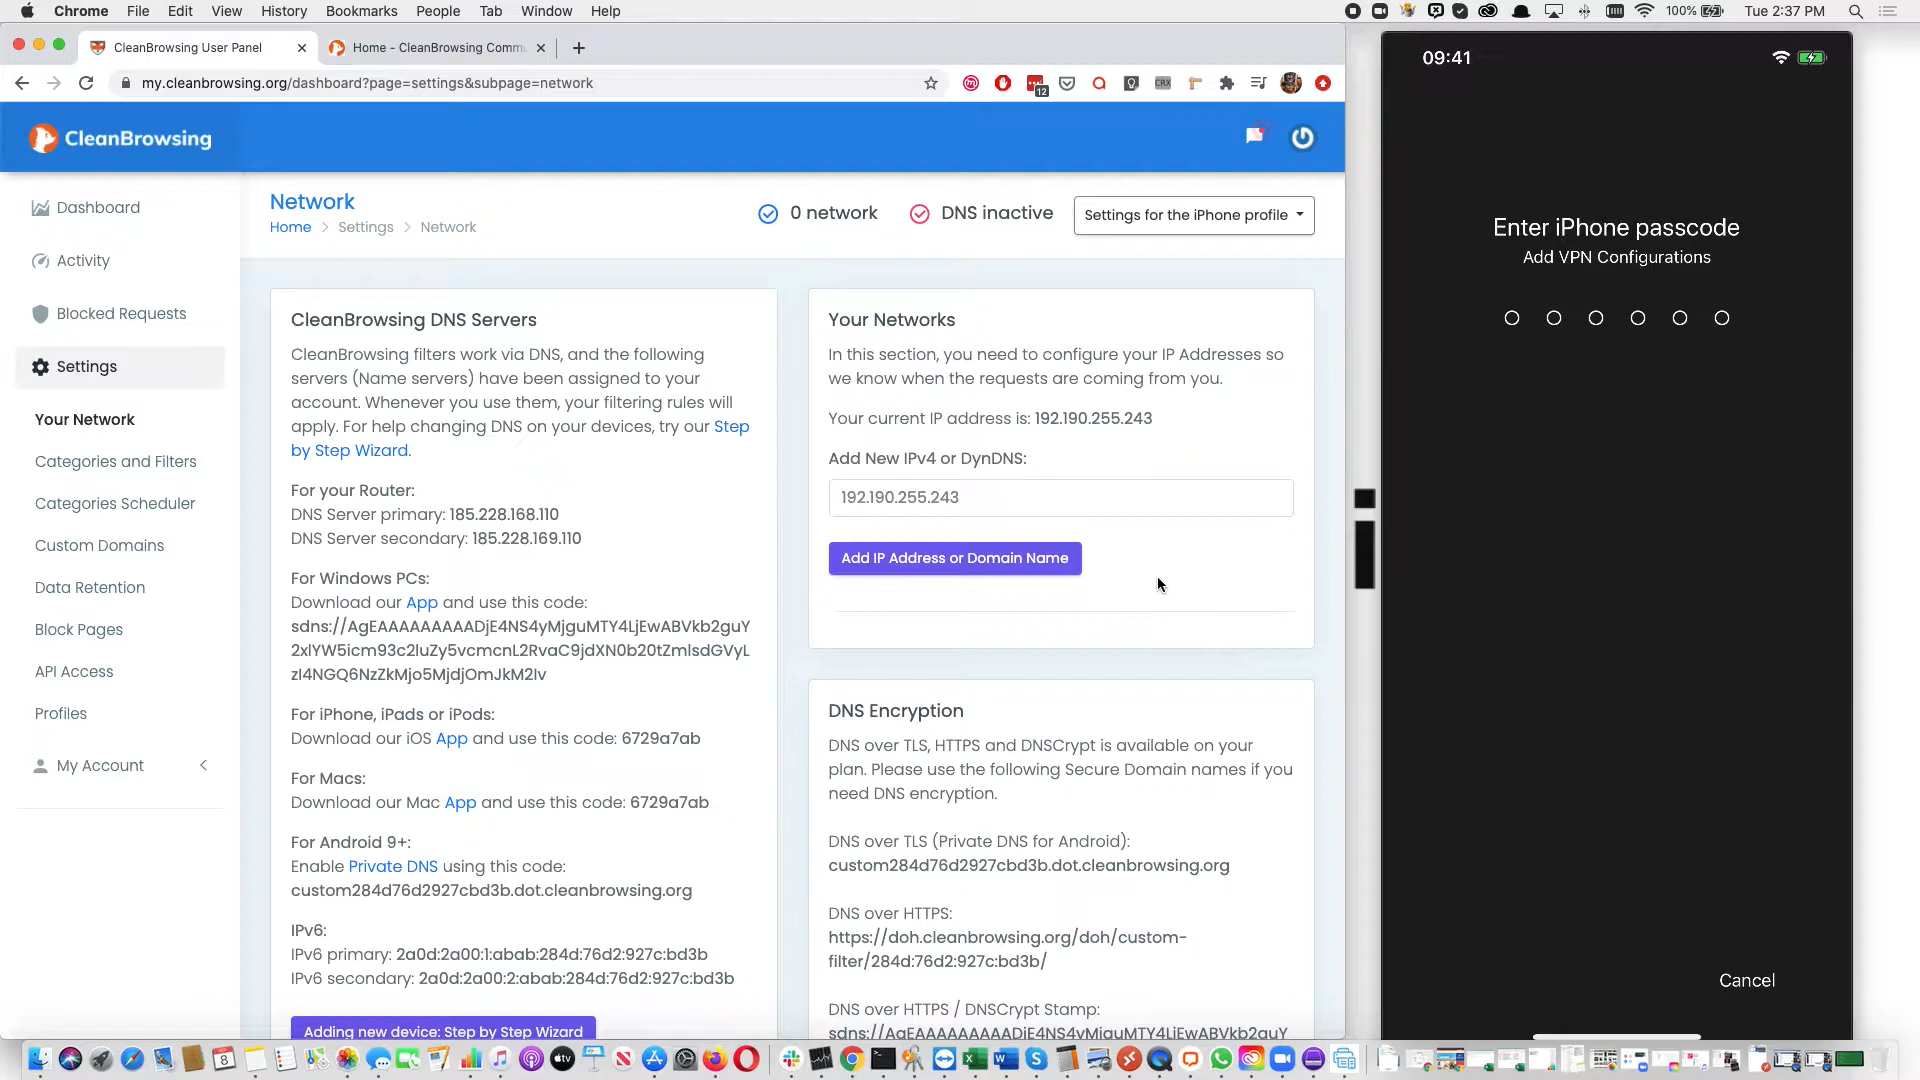 Chrome File Edit View History Bookmarks People Tab Window Help
100% Tue 2:37 PM
CleanBrowsing User Panel
Home - CleanBrowsing Comm
my.cleanbrowsing.org/dashboard?page=settings&subpage=network
12
CRX
CleanBrowsing
Dashboard
Activity
Blocked Requests
Settings
Your Network
Categories and Filters
Categories Scheduler
Custom Domains
Data Retention
Block Pages
API Access
Profiles
My Account
Network
Home > Settings > Network
0 network
DNS inactive
Settings for the iPhone profile
CleanBrowsing DNS Servers
CleanBrowsing filters work via DNS, and the following
servers (Name servers) have been assigned to your
account. Whenever you use them, your filtering rules will
apply. For help changing DNS on your devices, try our Step
by Step Wizard.
For your Router:
DNS Server primary: 185.228.168.110
DNS Server secondary: 185.228.169.110
For Windows PCs:
Download our App and use this code:
sdns://AgEAAAAAAAADjE4NS4yMjguMTY4LjEwABVkb2guY
2xlYW5icm93c2luZy5vcmcnL2RvaC9jdXN0b20tZmlsdGVyL
zI4NGQ6NzZkMjo5MjdjOmJkM2Iv
For iPhone, iPads or iPods:
Download our iOS App and use this code: 6729a7ab
For Macs:
Download our Mac App and use this code: 6729a7ab
For Android 9+:
Enable Private DNS using this code:
custom284d76d2927cbd3b.dot.cleanbrowsing.org
IPv6:
IPv6 primary: 2a0d:2a00:1:abab:284d:76d2:927c:bd3b
IPv6 secondary: 2a0d:2a00:2:abab:284d:76d2:927c:bd3b
Adding new device: Step by Step Wizard
Your Networks
In this section, you need to configure your IP Addresses so
we know when the requests are coming from you.
Your current IP address is: 192.190.255.243
Add New IPv4 or DynDNS:
192.190.255.243
Add IP Address or Domain Name
DNS Encryption
DNS over TLS, HTTPS and DNSCrypt is available on your
plan. Please use the following Secure Domain names if you
need DNS encryption.
DNS over TLS (Private DNS for Android):
custom284d76d2927cbd3b.dot.cleanbrowsing.org
DNS over HTTPS:
https://doh.cleanbrowsing.org/doh/custom-
filter/284d:76d2:927c:bd3b/
DNS over HTTPS / DNSCrypt Stamp:
sdns://AgEAAAAAAAADjE4NS4yMjguMTY4LjEwABVkb2guY
09:41
Enter iPhone passcode
Add VPN Configurations
Cancel